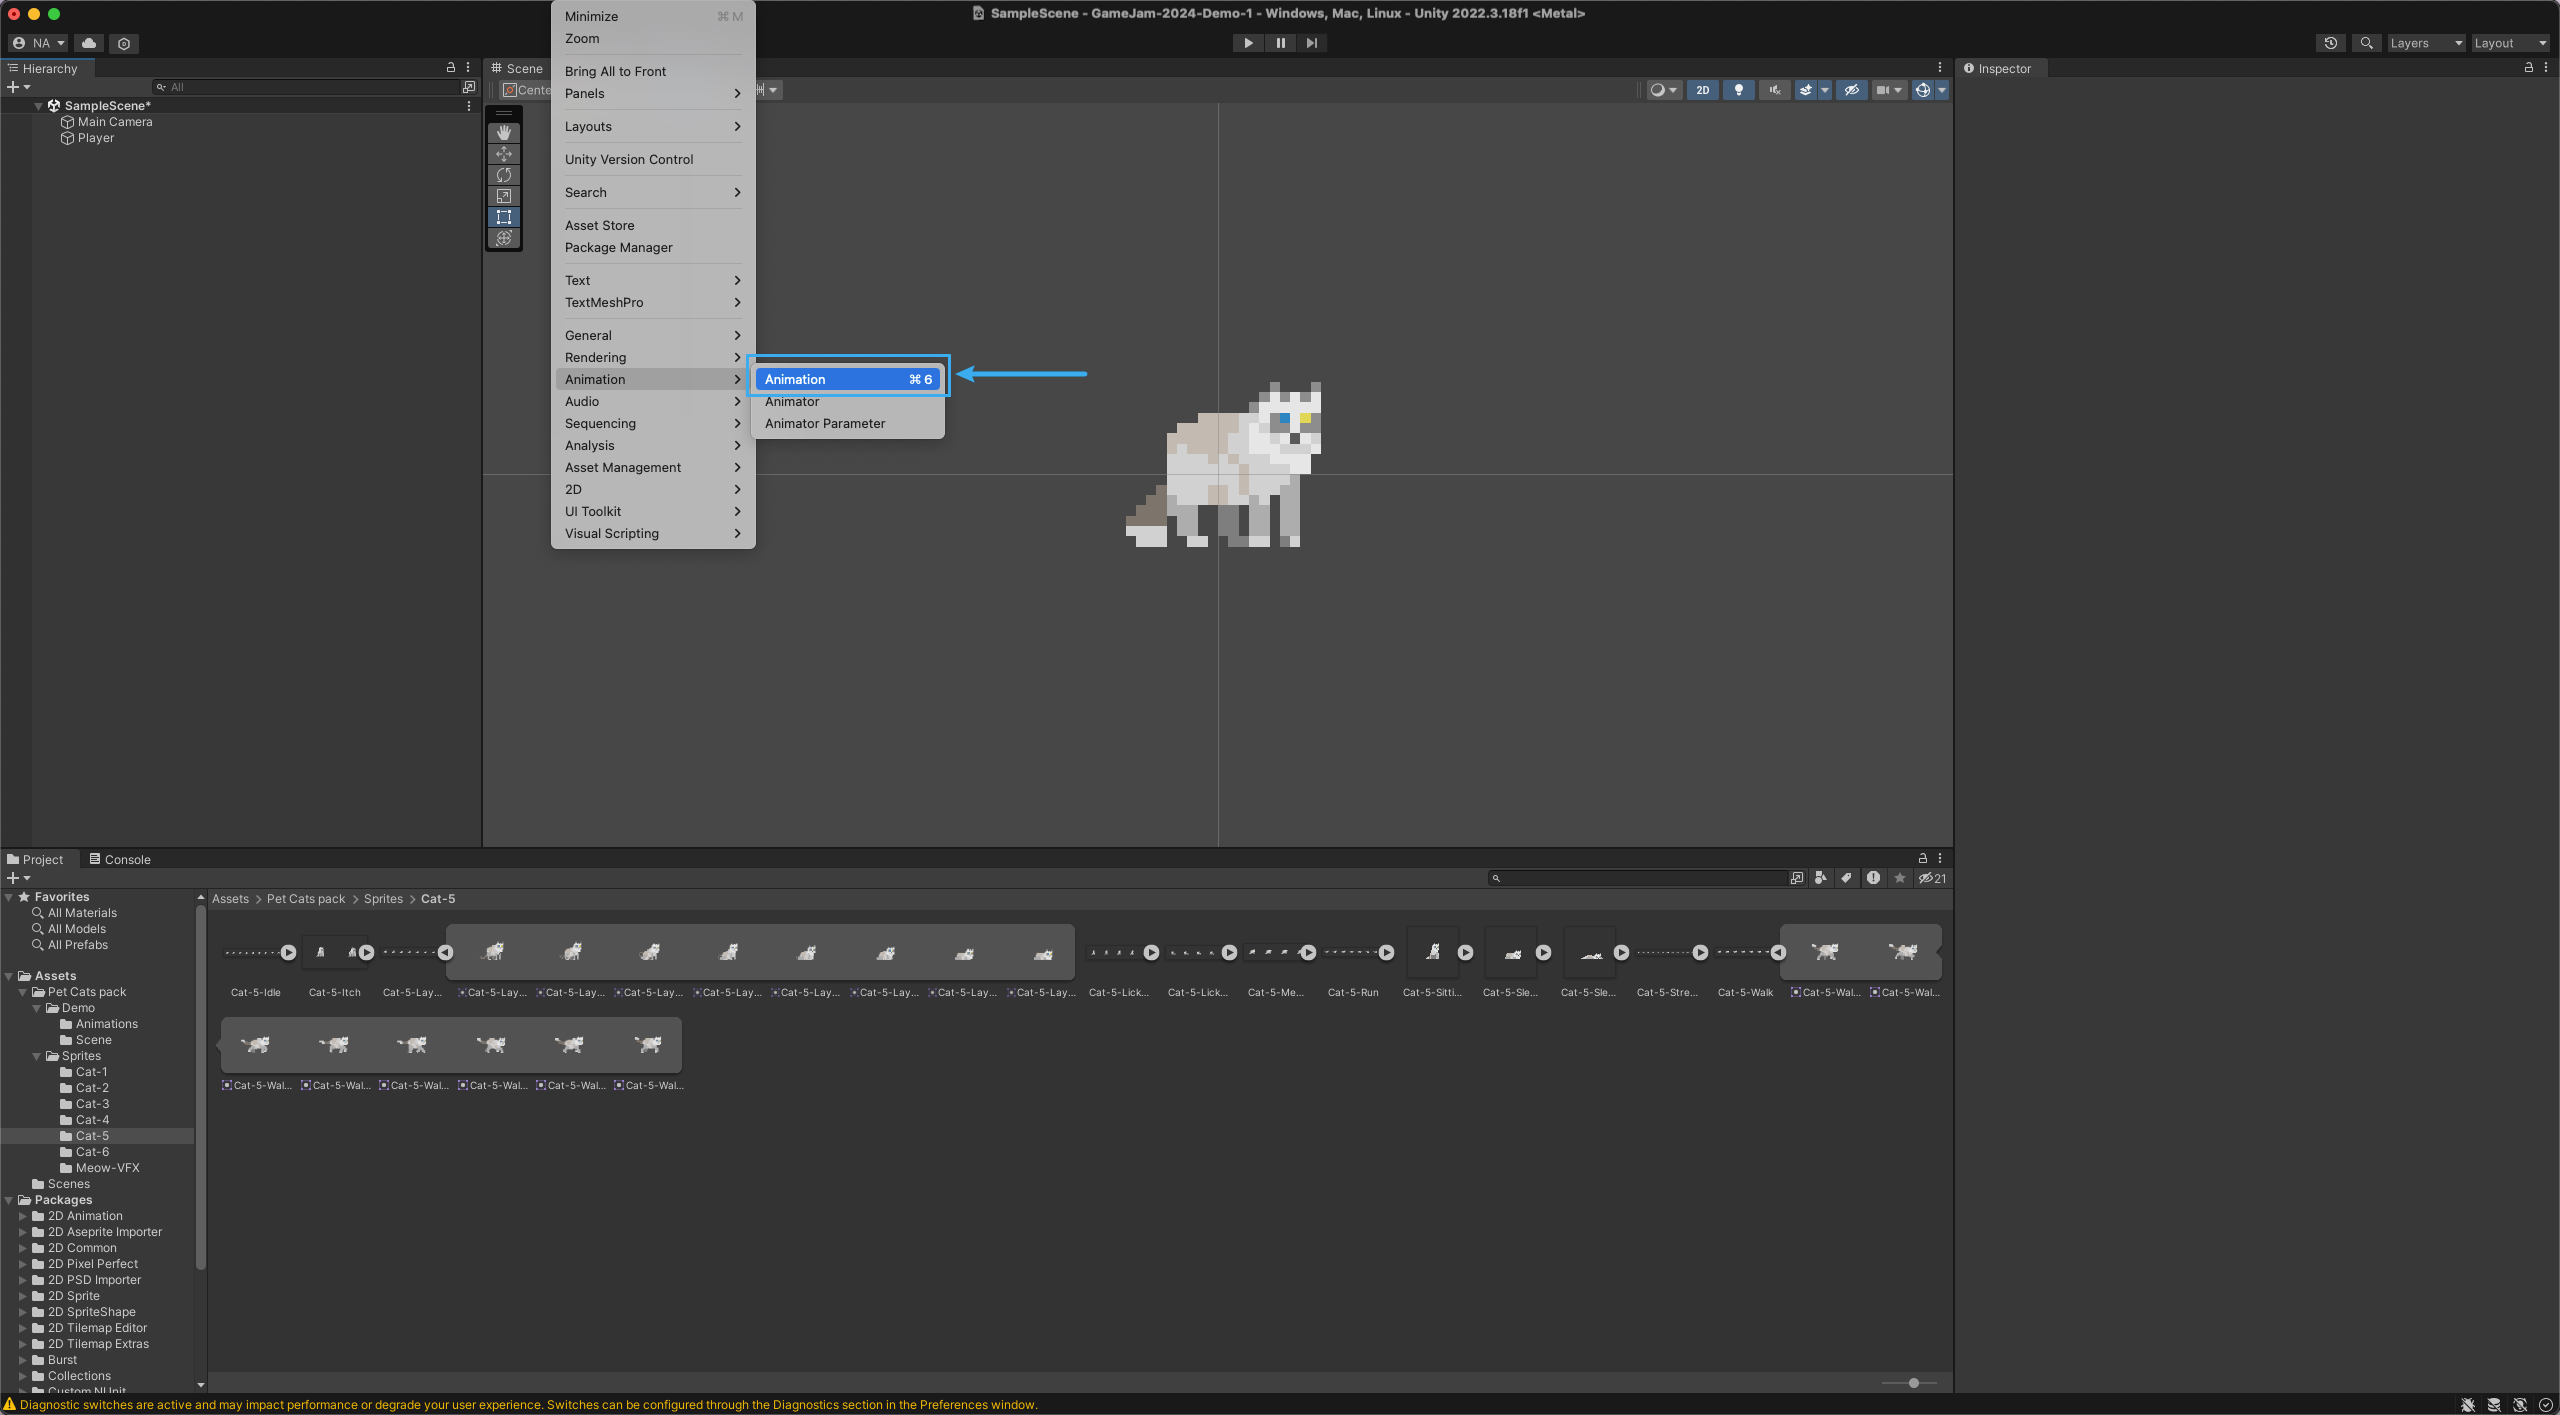 SampleScene - GameJam-2024-Demo-1 - Windows, Mac, Linux - Unity 2022.3.18f1 <Metal>
NA
Layers
Layout
Minimize ⌘ M
Zoom
Bring All to Front
Panels
Layouts
Unity Version Control
Search
Asset Store
Package Manager
Text
TextMeshPro
General
Rendering
Animation
Audio
Sequencing
Analysis
Asset Management
2D
UI Toolkit
Visual Scripting
Animation ⌘ 6
Animator
Animator Parameter
Hierarchy
All
SampleScene*
Main Camera
Player
Scene
Cente
2D
Inspector
Project
Console
21
Favorites
All Materials
All Models
All Prefabs
Assets
Pet Cats pack
Demo
Animations
Scene
Sprites
Cat-1
Cat-2
Cat-3
Cat-4
Cat-5
Cat-6
Meow-VFX
Scenes
Packages
2D Animation
2D Aseprite Importer
2D Common
2D Pixel Perfect
2D PSD Importer
2D Sprite
2D SpriteShape
2D Tilemap Editor
2D Tilemap Extras
Burst
Collections
Custom NUnit
Assets > Pet Cats pack > Sprites > Cat-5
Cat-5-Idle Cat-5-Itch Cat-5-Lay... Cat-5-Lay... Cat-5-Lay... Cat-5-Lay... Cat-5-Lay... Cat-5-Lay... Cat-5-Lay... Cat-5-Lay... Cat-5-Lay... Cat-5-Lick... Cat-5-Lick... Cat-5-Me... Cat-5-Run Cat-5-Sitti... Cat-5-Sle... Cat-5-Sle... Cat-5-Stre... Cat-5-Walk Cat-5-Wal... Cat-5-Wal...
Cat-5-Wal... Cat-5-Wal... Cat-5-Wal... Cat-5-Wal... Cat-5-Wal... Cat-5-Wal...
Diagnostic switches are active and may impact performance or degrade your user experience. Switches can be configured through the Diagnostics section in the Preferences window.